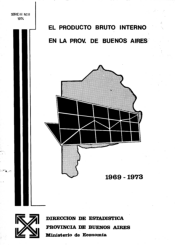 EL PRODUCTO BRUTO INTERNO
EN LA PROV. DE BUENOS AIRES
1969 - 1973
DIRECCION DE ESTADISTICA
PROVINCIA DE BUENOS AIRES
Ministerio de Economía